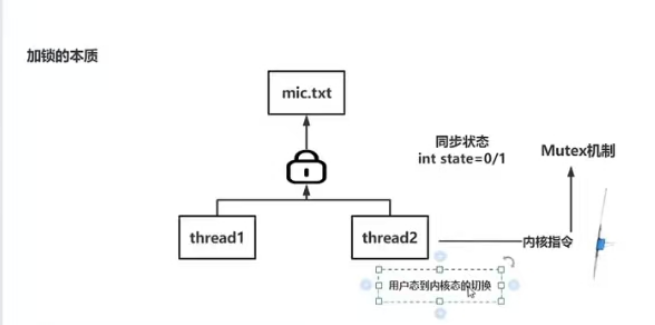 加锁的本质
mic.txt
同步状态
int state=0/1
Mutex机制
thread1
thread2
内核指令
用户态到内核态的切换